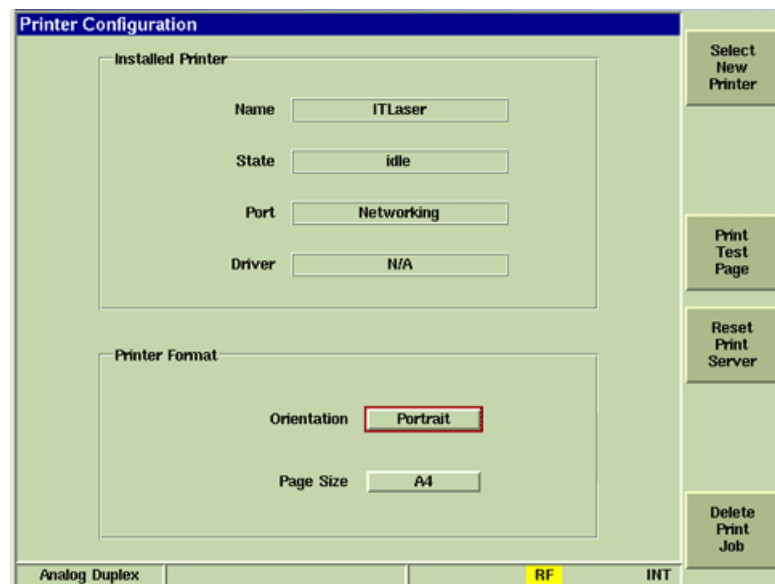 Printer Configuration
Installed Printer
Name ITLaser
State idle
Port Networking
Driver N/A
Printer Format
Orientation Portrait
Page Size A4
Select
New
Printer
Print
Test
Page
Reset
Print
Server
Delete
Print
Job
Analog Duplex RF INT